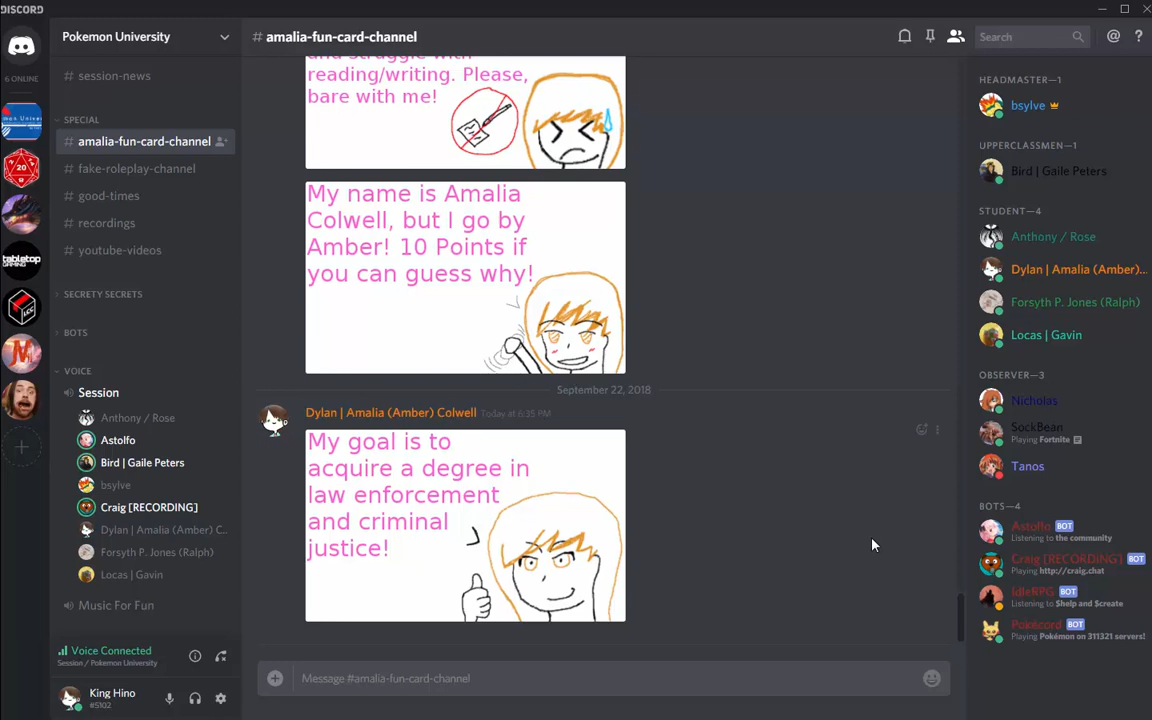 DISCORD
6 ONLINE
Pokemon University
# session-news
SPECIAL
# amalia-fun-card-channel
# fake-roleplay-channel
# good-times
# recordings
# youtube-videos
SECRETY SECRETS
BOTS
VOICE
Session
Anthony / Rose
Astolfo
Bird | Gaile Peters
bsylve
Craig [RECORDING]
Dylan | Amalia (Amber) C...
Forsyth P. Jones (Ralph)
Locas | Gavin
Music For Fun
Voice Connected
Session / Pokemon University
King Hino
#5102
# amalia-fun-card-channel
Search
and struggle with
reading/writing. Please,
bare with me!
My name is Amalia
Colwell, but I go by
Amber! 10 Points if
you can guess why!
September 22, 2018
Dylan | Amalia (Amber) Colwell Today at 6:35 PM
My goal is to
acquire a degree in
law enforcement
and criminal
justice!
Message #amalia-fun-card-channel
HEADMASTER—1
bsylve
UPPERCLASSMEN—1
Bird | Gaile Peters
STUDENT—4
Anthony / Rose
Dylan | Amalia (Amber)...
Forsyth P. Jones (Ralph)
Locas | Gavin
OBSERVER—3
Nicholas
SockBean
Playing Fortnite
Tanos
BOTS—4
Astolfo BOT
Listening to the community
Craig [RECORDING] BOT
Playing http://craig.chat
IdleRPG BOT
Listening to $help and $create
Pokécord BOT
Playing Pokémon on 311321 servers!